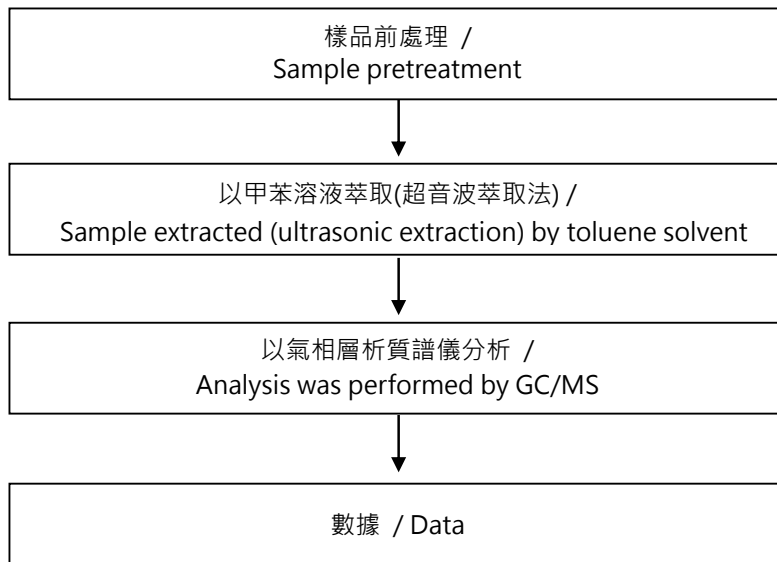 樣品前處理 /
Sample pretreatment
以甲苯溶液萃取(超音波萃取法) /
Sample extracted (ultrasonic extraction) by toluene solvent
以氣相層析質譜儀分析 /
Analysis was performed by GC/MS
數據 / Data